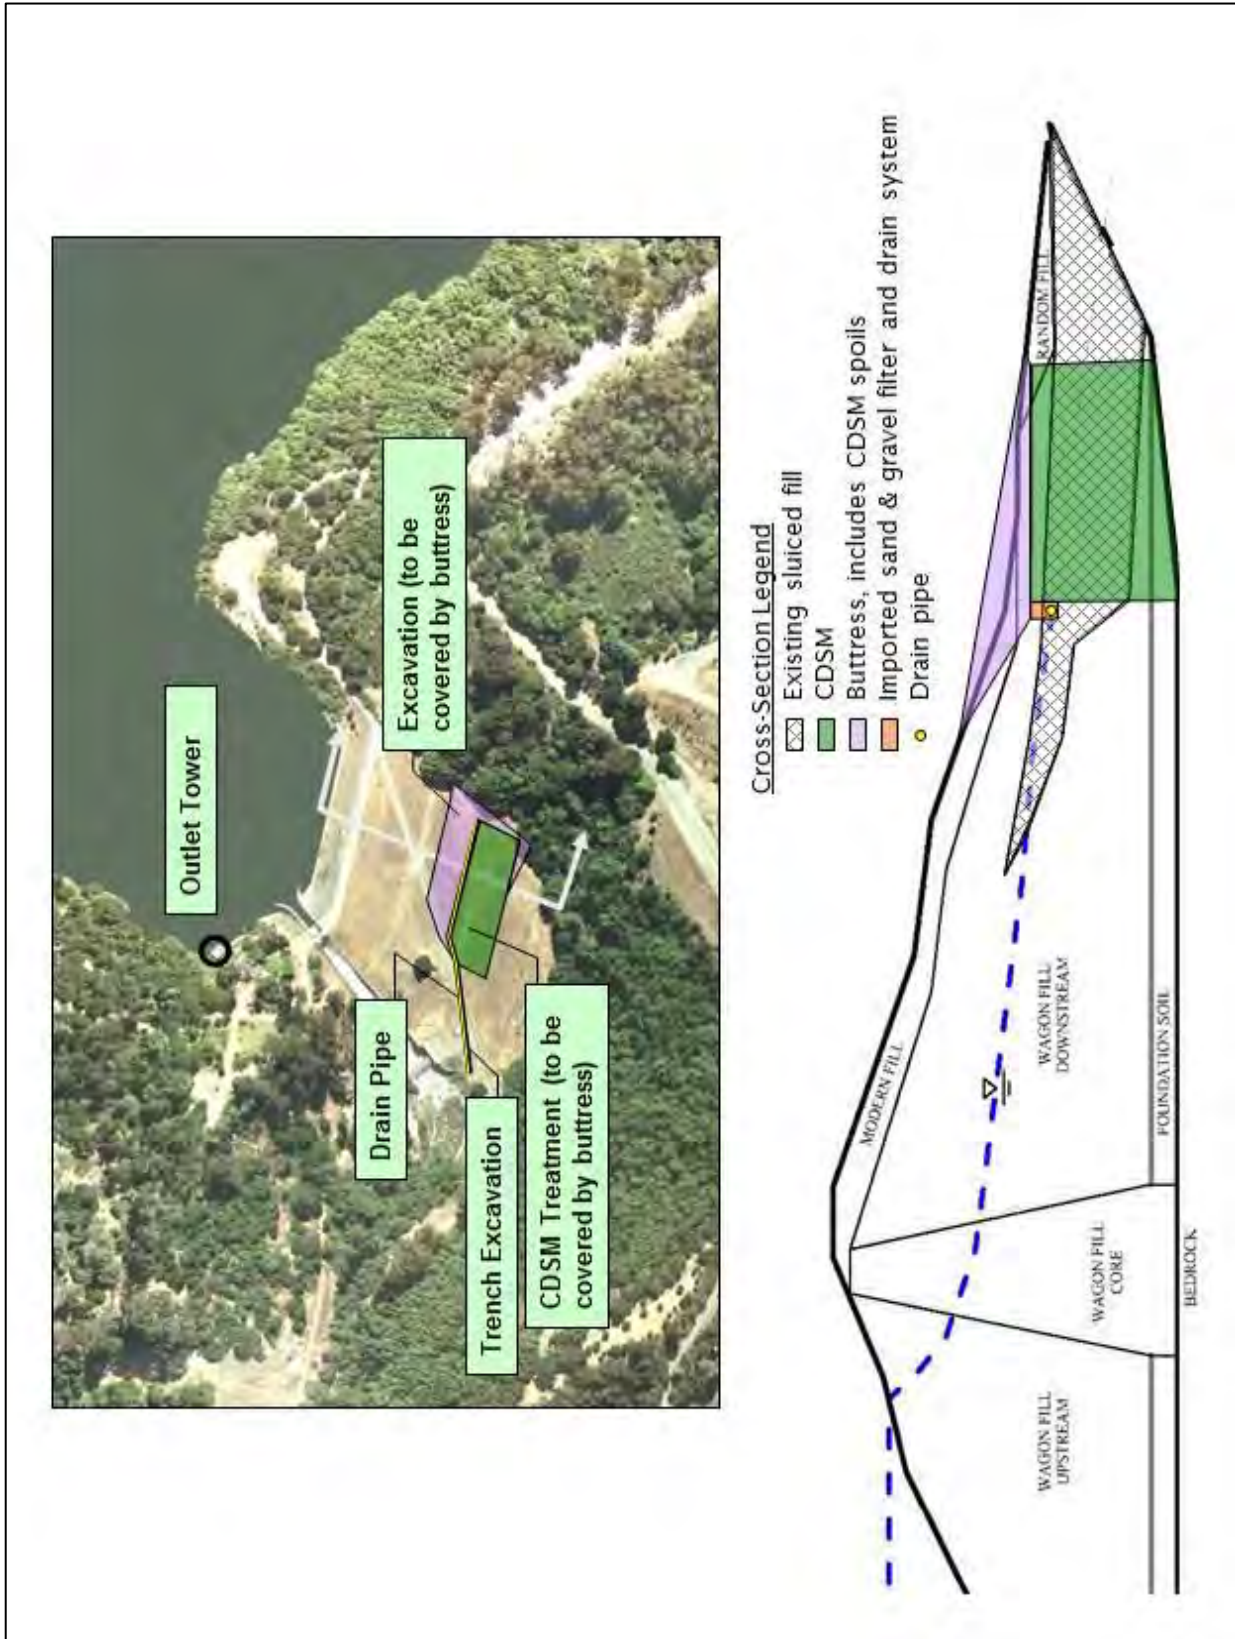 Outlet Tower
Excavation (to be
covered by buttress)
Drain Pipe
Trench Excavation
CDSM Treatment (to be
covered by buttress)
Cross-Section Legend
Existing sluiced fill
CDSM
Buttress, includes CDSM spoils
Imported sand & gravel filter and drain system
Drain pipe
MODERN FILL
RANDOM FILL
WAGON FILL
UPSTREAM
WAGON FILL
CORE
WAGON FILL
DOWNSTREAM
FOUNDATION SOIL
BEDROCK